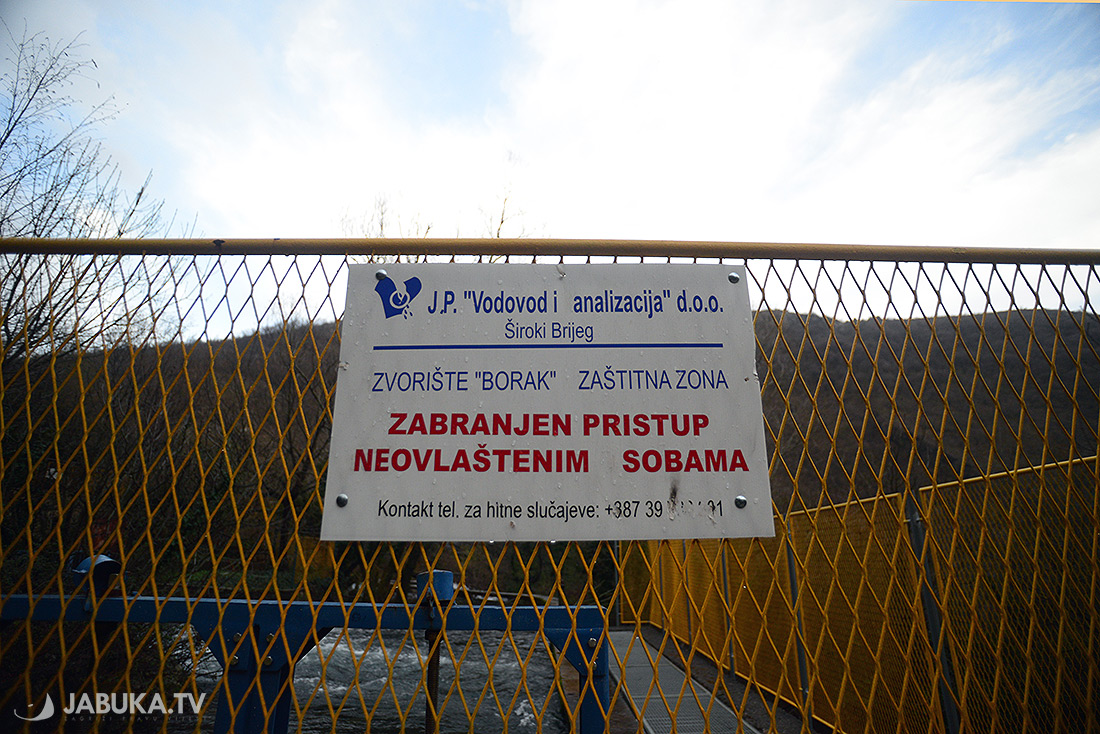 J.P. "Vodovod i analizacija" d.o.o.
Široki Brijeg
ZVORIŠTE "BORAK" ZAŠTITNA ZONA
ZABRANJEN PRISTUP
NEOVLAŠTENIM SOBAMA
Kontakt tel. za hitne slučajeve: +387 39
JABUKA.TV